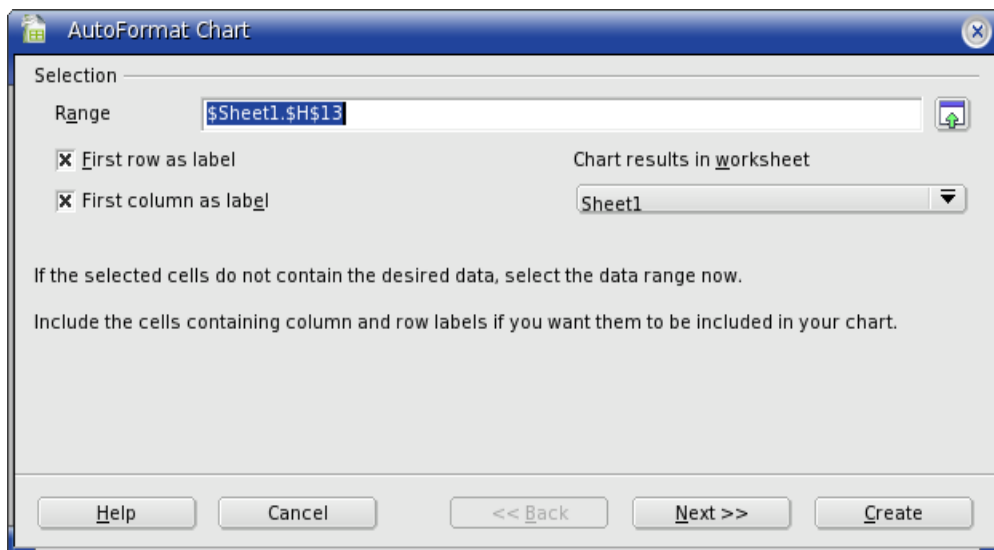 AutoFormat Chart
Selection
Range $Sheet1.$H$13
First row as label Chart results in worksheet
First column as label Sheet1
If the selected cells do not contain the desired data, select the data range now.
Include the cells containing column and row labels if you want them to be included in your chart.
Help Cancel << Back Next >> Create